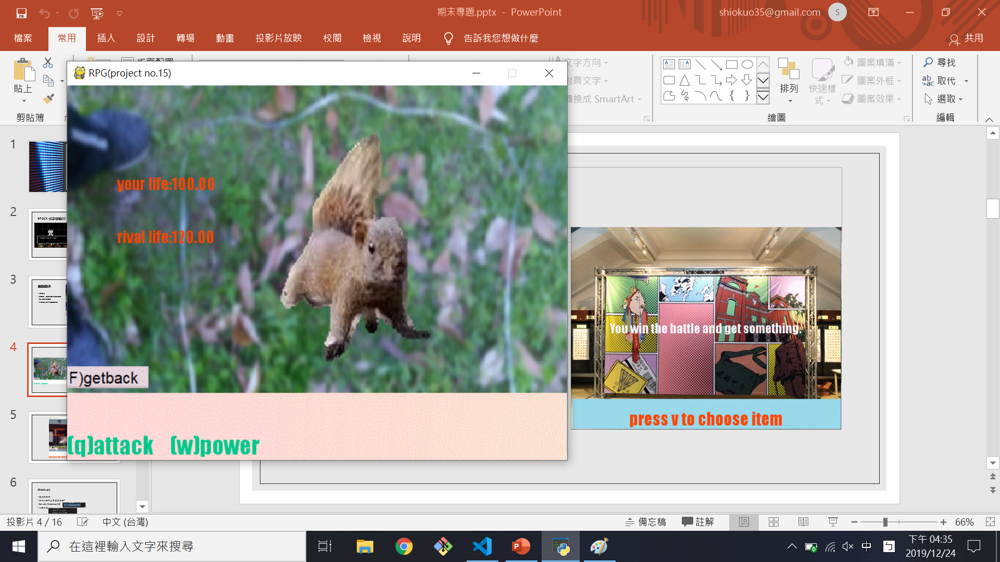 期末專題.pptx - PowerPoint
shiokuo35@gmail.com
S
檔案 常用 插入 設計 轉場 動畫 投影片放映 校閱 檢視 說明 告訴我您想做什麼 共用
貼上
剪貼簿
文字方向
對齊文字
轉換成 SmartArt
排列
快速樣式
圖案填滿
圖案外框
圖案效果
繪圖
尋找
取代
選取
編輯
RPG(project no.15)
your life:100.00
rival life:120.00
F)getback
(q)attack (w)power
You win the battle and get something.
press v to choose item
1
2
3
4
5
6
Main.py
投影片 4 / 16
中文 (台灣)
備忘稿
註解
66%
在這裡輸入文字來搜尋
中
ㄅ
下午 04:35
2019/12/24